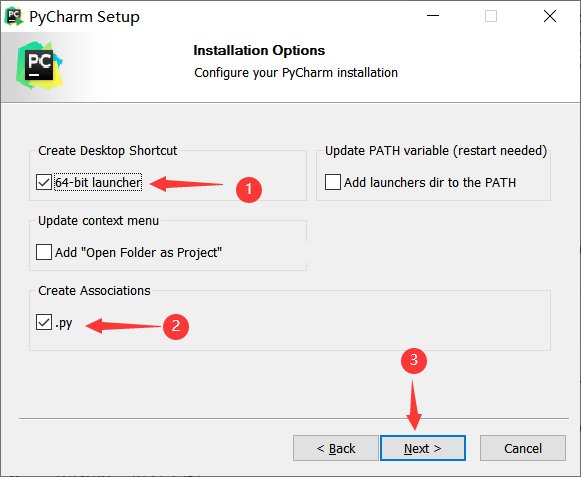 PyCharm Setup
PC
Installation Options
Configure your PyCharm installation
Create Desktop Shortcut
64-bit launcher
1
Update PATH variable (restart needed)
Add launchers dir to the PATH
Update context menu
Add "Open Folder as Project"
Create Associations
.py
2
3
< Back
Next >
Cancel